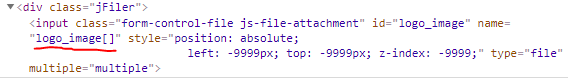 ▼<div class="jFiler">
<input class="form-control-file js-file-attachment" id="logo_image" name=
"logo_image[]" style="position: absolute;
left: -9999px; top: -9999px; z-index: -9999;" type="file"
multiple="multiple">